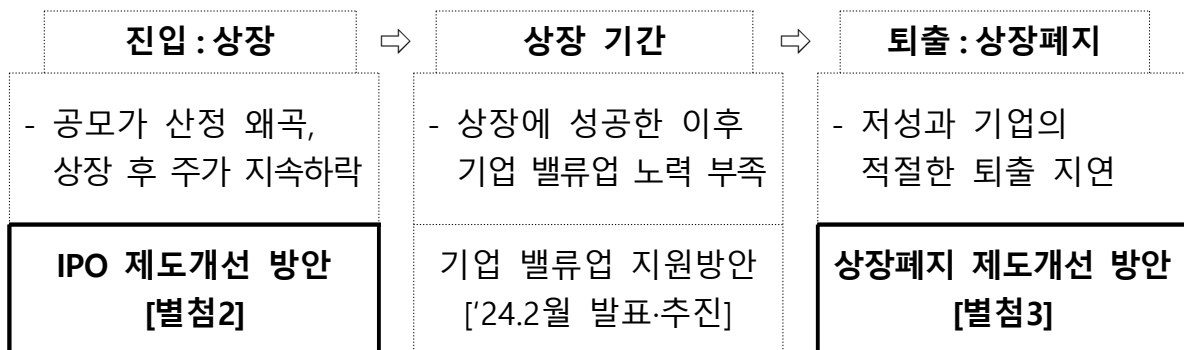 진입 : 상장 ⇨ 상장 기간 ⇨ 퇴출 : 상장폐지
- 공모가 산정 왜곡,
상장 후 주가 지속하락
- 상장에 성공한 이후
기업 밸류업 노력 부족
- 저성과 기업의
적절한 퇴출 지연
IPO 제도개선 방안
[별첨2]
기업 밸류업 지원방안
['24.2월 발표·추진]
상장폐지 제도개선 방안
[별첨3]